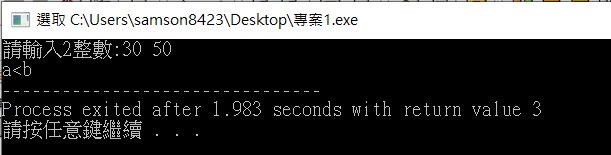 選取 C:\Users\samson8423\Desktop\專案1.exe
請輸入2整數:30 50
a<b
--------------------------------
Process exited after 1.983 seconds with return value 3
請按任意鍵繼續 . . .